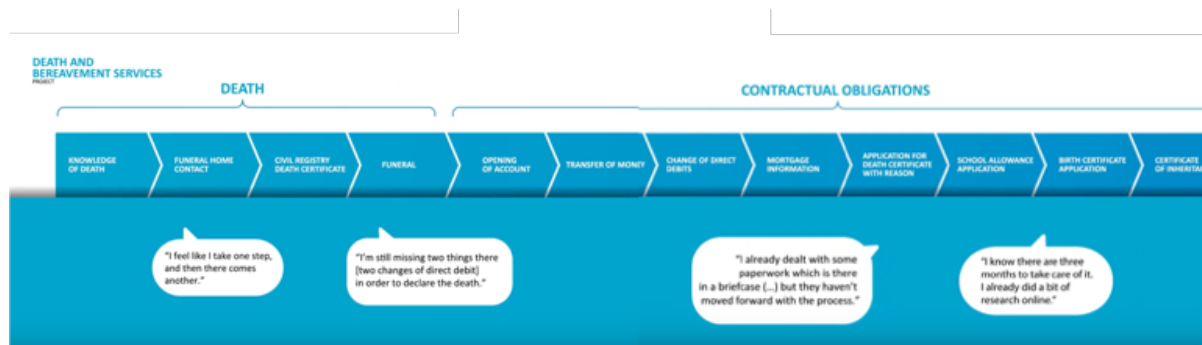 DEATH AND
BEREAVEMENT SERVICES
PROJECT
DEATH
CONTRACTUAL OBLIGATIONS
KNOWLEDGE
OF DEATH
FUNERAL HOME
CONTACT
CIVIL REGISTRY
DEATH CERTIFICATE
FUNERAL
OPENING
OF ACCOUNT
TRANSFER OF MONEY
CHANGE OF DIRECT
DEBITS
MORTGAGE
INFORMATION
APPLICATION FOR
DEATH CERTIFICATE
WITH REASON
SCHOOL ALLOWANCE
APPLICATION
BIRTH CERTIFICATE
APPLICATION
CERTIFICATE
OF INHERITA
"I feel like I take one step,
and then there comes
another."
"I'm still missing two things there
[two changes of direct debit]
in order to declare the death."
"I already dealt with some
paperwork which is there
in a briefcase (...) but they haven't
moved forward with the process."
"I know there are three
months to take care of it.
I already did a bit of
research online."